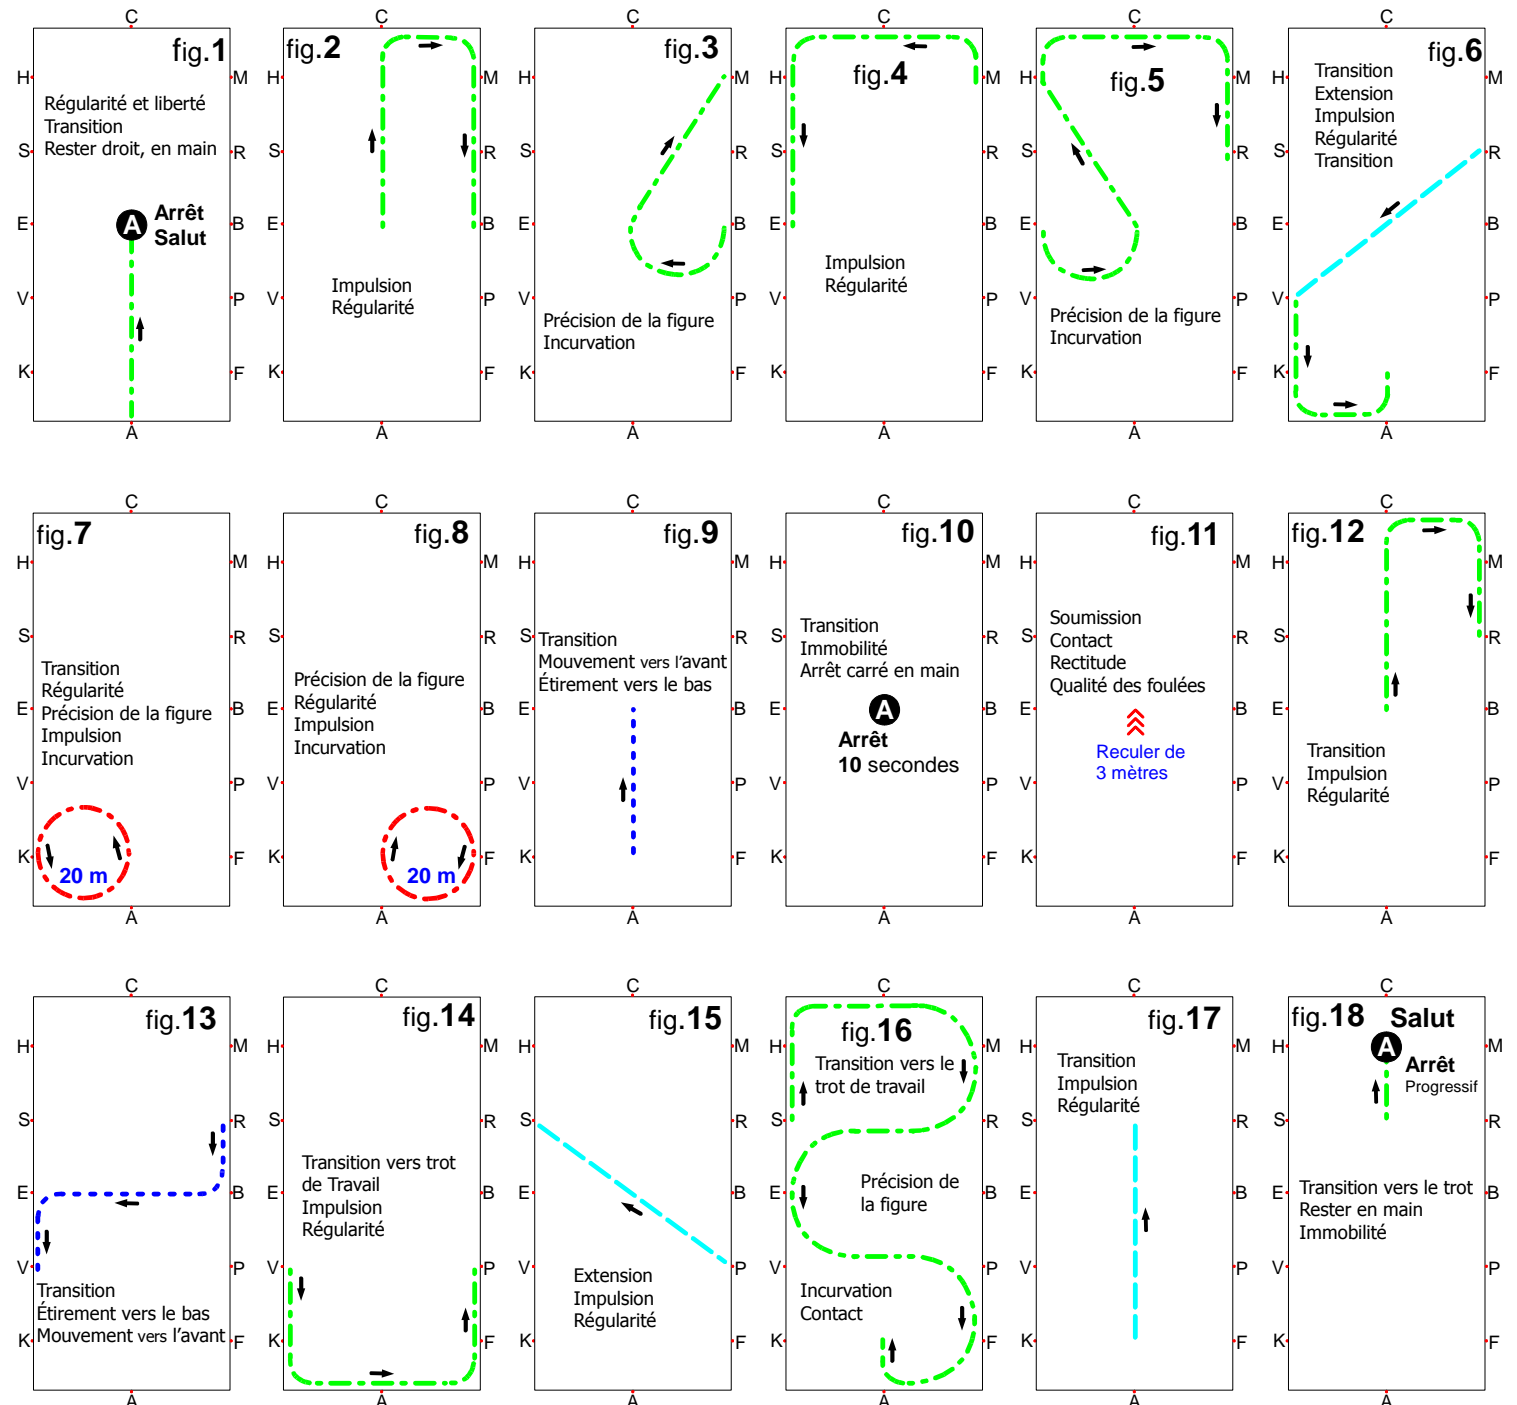 C
fig.1
H
M
Régularité et liberté
Transition
Rester droit, en main
S
R
A
Arrêt
Salut
E
B
V
P
K
F
A
C
fig.2
H
M
S
R
E
B
Impulsion
Régularité
V
P
K
F
A
C
fig.3
H
M
S
R
E
B
V
P
Précision de la figure
Incurvation
K
F
A
C
fig.4
H
M
S
R
E
B
Impulsion
Régularité
V
P
K
F
A
C
fig.5
H
M
S
R
E
B
V
P
Précision de la figure
Incurvation
K
F
A
C
fig.6
Transition
Extension
Impulsion
Régularité
Transition
H
M
S
R
E
B
V
P
K
F
A
C
fig.7
H
M
S
R
Transition
Régularité
Précision de la figure
Impulsion
Incurvation
E
B
V
P
K
F
20 m
A
C
fig.8
H
M
S
R
Précision de la figure
Régularité
Impulsion
Incurvation
E
B
V
P
K
F
20 m
A
C
fig.9
H
M
S
R
Transition
Mouvement vers l'avant
Étirement vers le bas
E
B
V
P
K
F
A
C
fig.10
H
M
Transition
Immobilité
Arrêt carré en main
S
R
E
B
A
Arrêt
10 secondes
V
P
K
F
A
C
fig.11
H
M
Soumission
Contact
Rectitude
Qualité des foulées
S
R
E
B
Reculer de
3 mètres
V
P
K
F
A
C
fig.12
H
M
S
R
E
B
Transition
Impulsion
Régularité
V
P
K
F
A
C
fig.13
H
M
S
R
E
B
V
P
Transition
Étirement vers le bas
Mouvement vers l'avant
K
F
A
C
fig.14
H
M
S
R
Transition vers trot
de Travail
Impulsion
Régularité
E
B
V
P
K
F
A
C
fig.15
H
M
S
R
E
B
V
P
Extension
Impulsion
Régularité
K
F
A
C
fig.16
H
M
Transition vers le
trot de travail
S
R
E
B
Précision de
la figure
V
P
Incurvation
Contact
K
F
A
C
fig.17
H
M
Transition
Impulsion
Régularité
S
R
E
B
V
P
K
F
A
C
fig.18
Salut
H
M
A
Arrêt
Progressif
S
R
E
B
Transition vers le trot
Rester en main
Immobilité
V
P
K
F
A